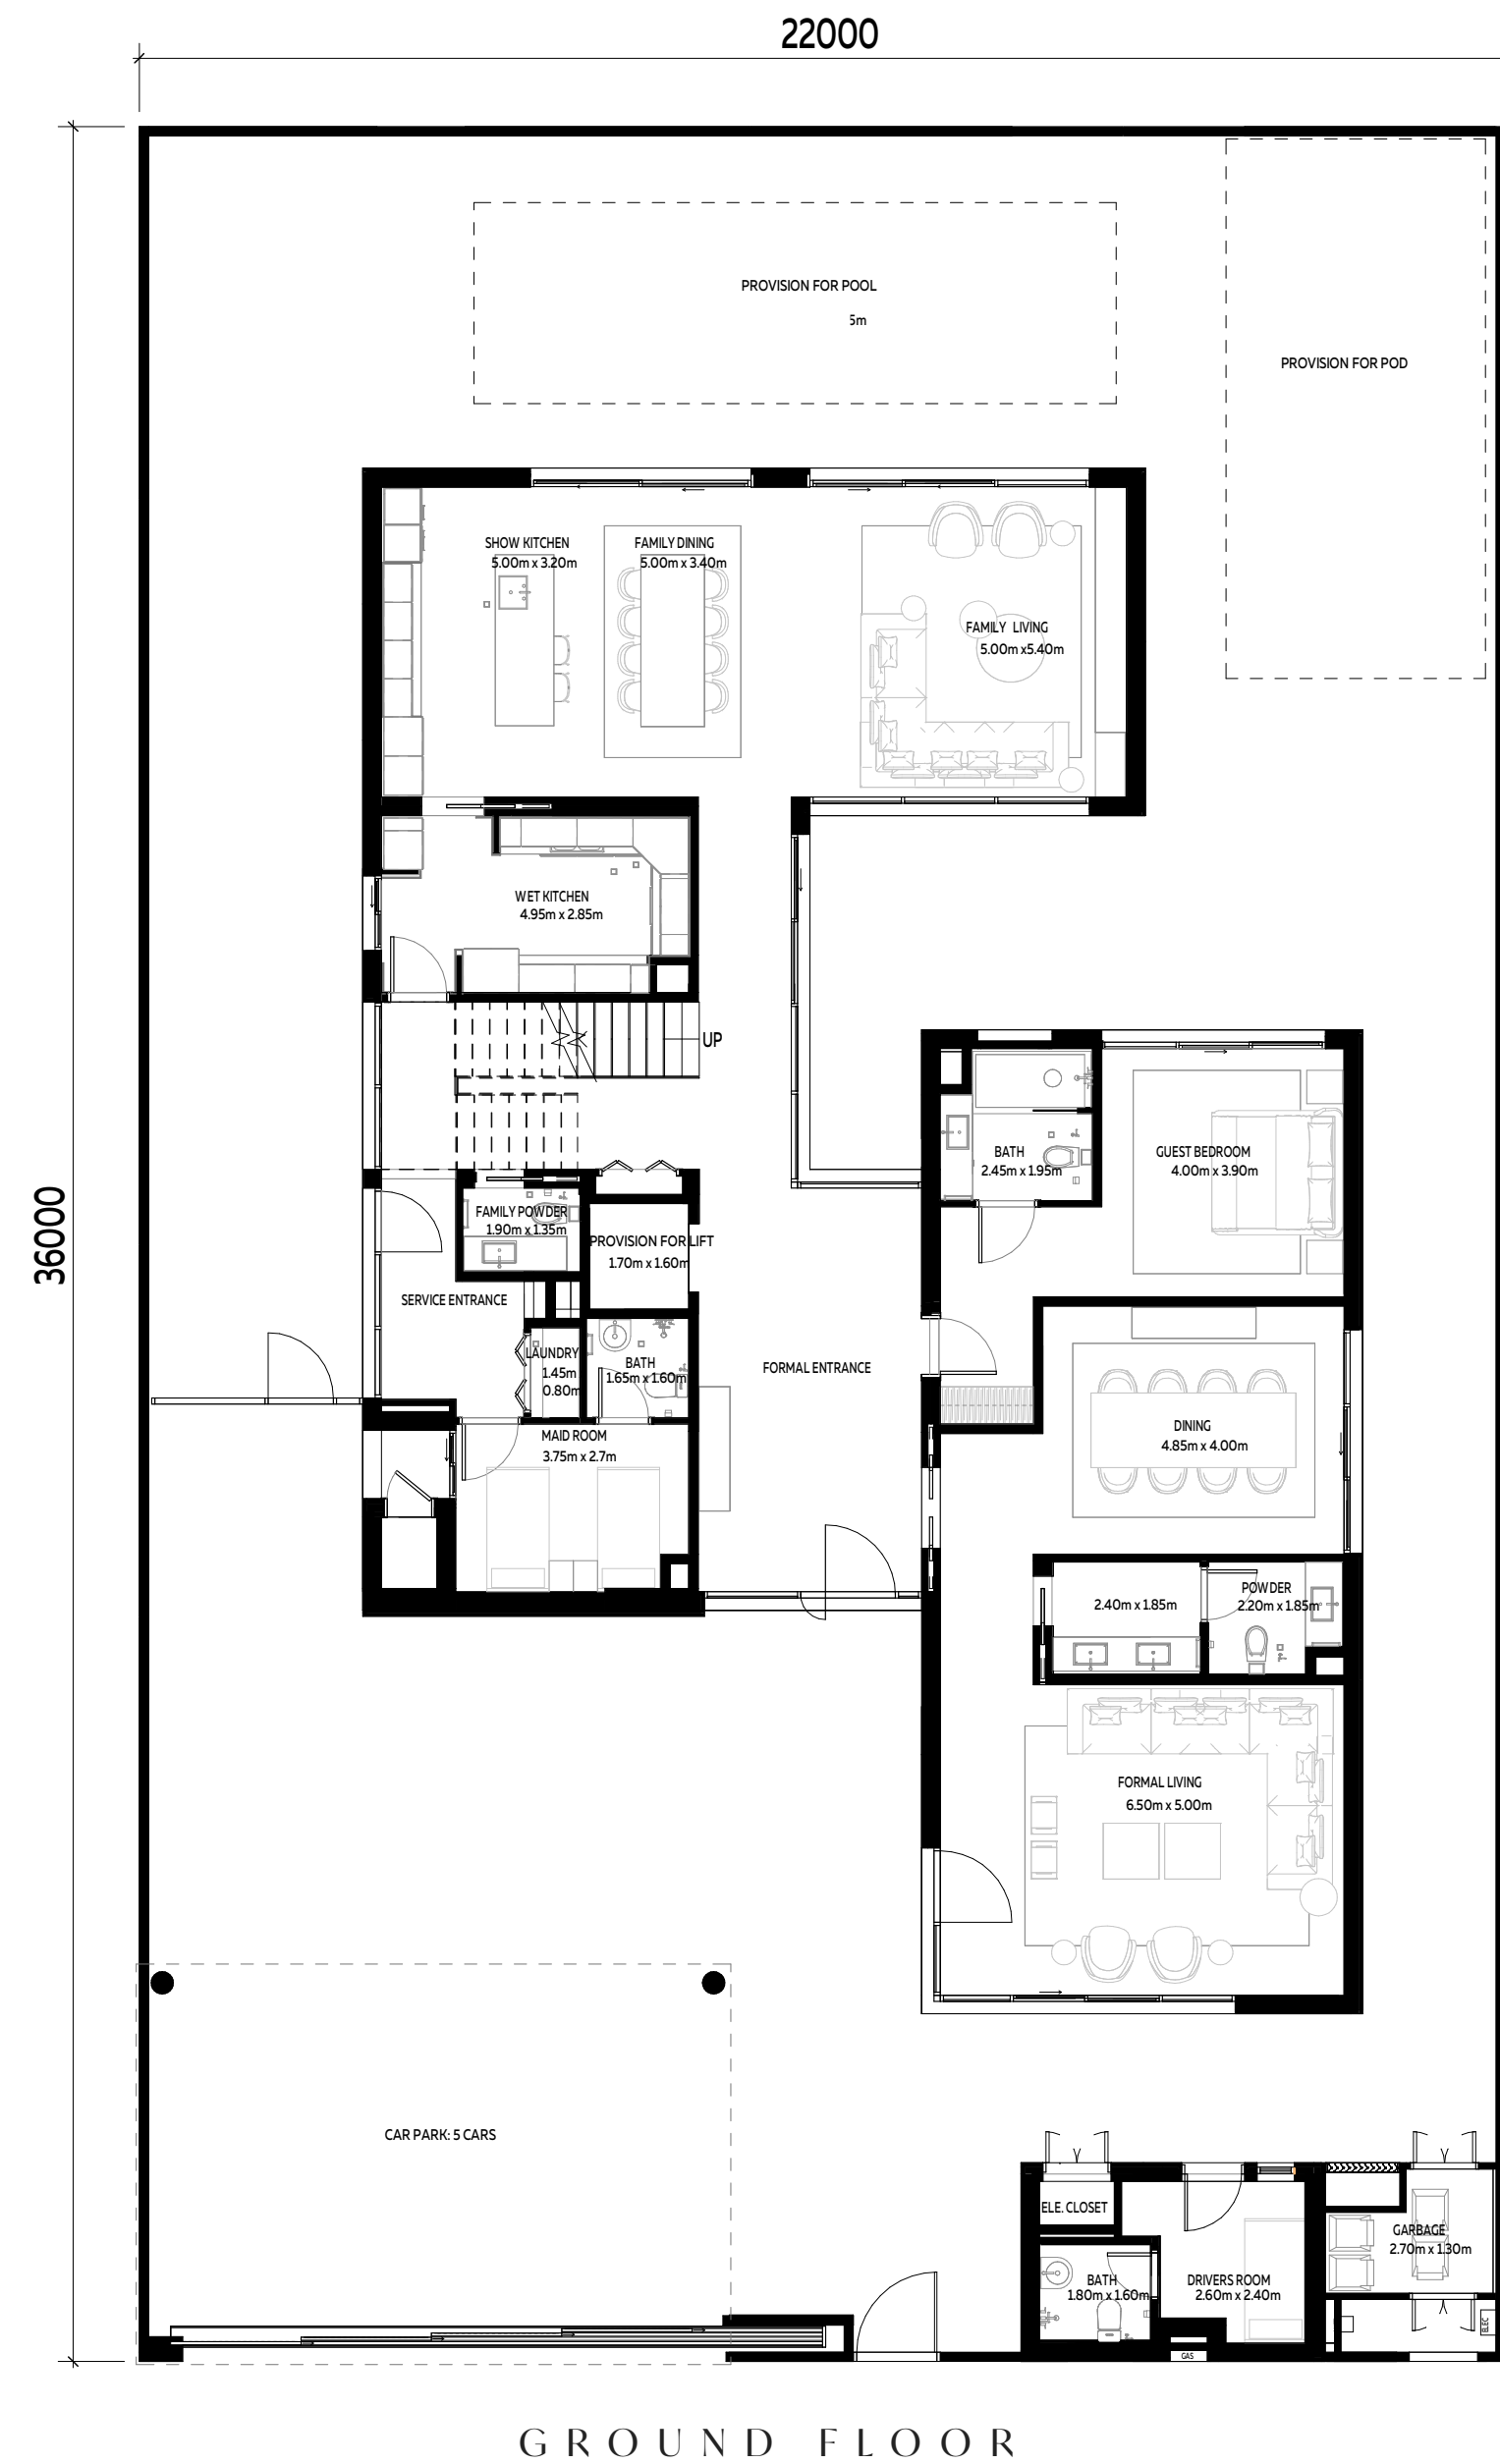 22000
36000
PROVISION FOR POOL
5m
PROVISION FOR POD
SHOW KITCHEN
5.00m x 3.20m
FAMILY DINING
5.00m x 3.40m
FAMILY LIVING
5.00m x5.40m
WET KITCHEN
4.95m x 2.85m
UP
BATH
2.45m x 1.95m
GUEST BEDROOM
4.00m x 3.90m
FAMILY POWDER
1.90m x 1.35m
PROVISION FOR LIFT
1.70m x 1.60m
SERVICE ENTRANCE
LAUNDRY
1.45m
0.80m
BATH
1.65m x 1.60m
FORMAL ENTRANCE
MAID ROOM
3.75m x 2.7m
DINING
4.85m x 4.00m
2.40m x 1.85m
POWDER
2.20m x 1.85m
FORMAL LIVING
6.50m x 5.00m
CAR PARK: 5 CARS
ELE. CLOSET
GARBAGE
2.70m x 1.30m
BATH
1.80m x 1.60m
DRIVERS ROOM
2.60m x 2.40m
ELEC
GAS
GROUND FLOOR